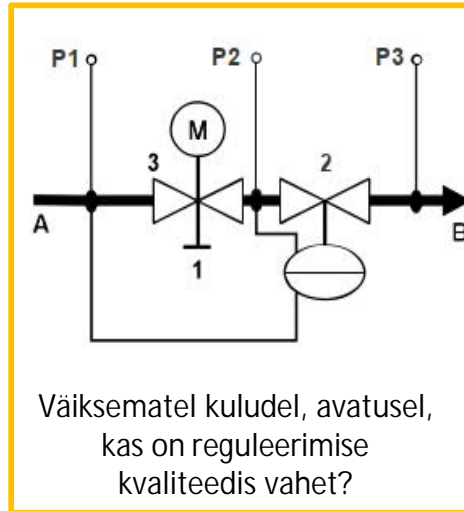 P1 P2 P3
M
3 2
A B
1
Väiksematel kuludel, avatusel,
kas on reguleerimise
kvaliteedis vahet?